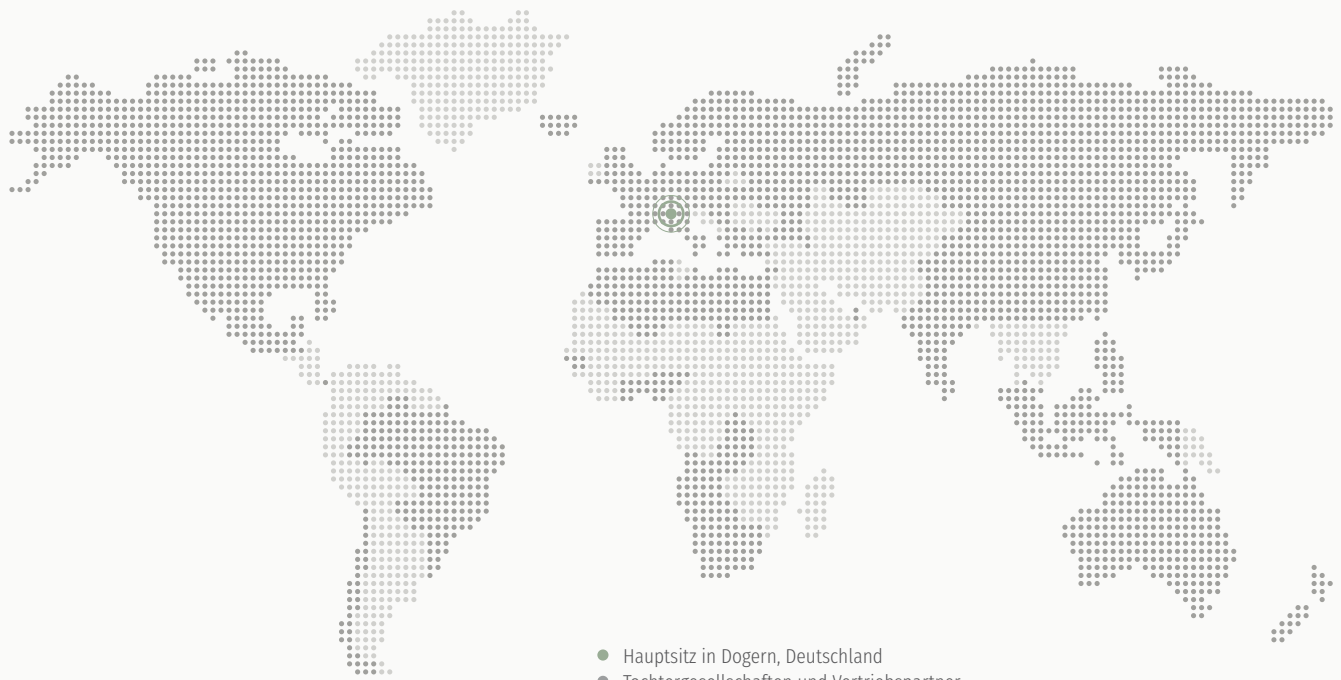 Hauptsitz in Dogern, Deutschland
Tochtergesellschaften und Vertriebspartner